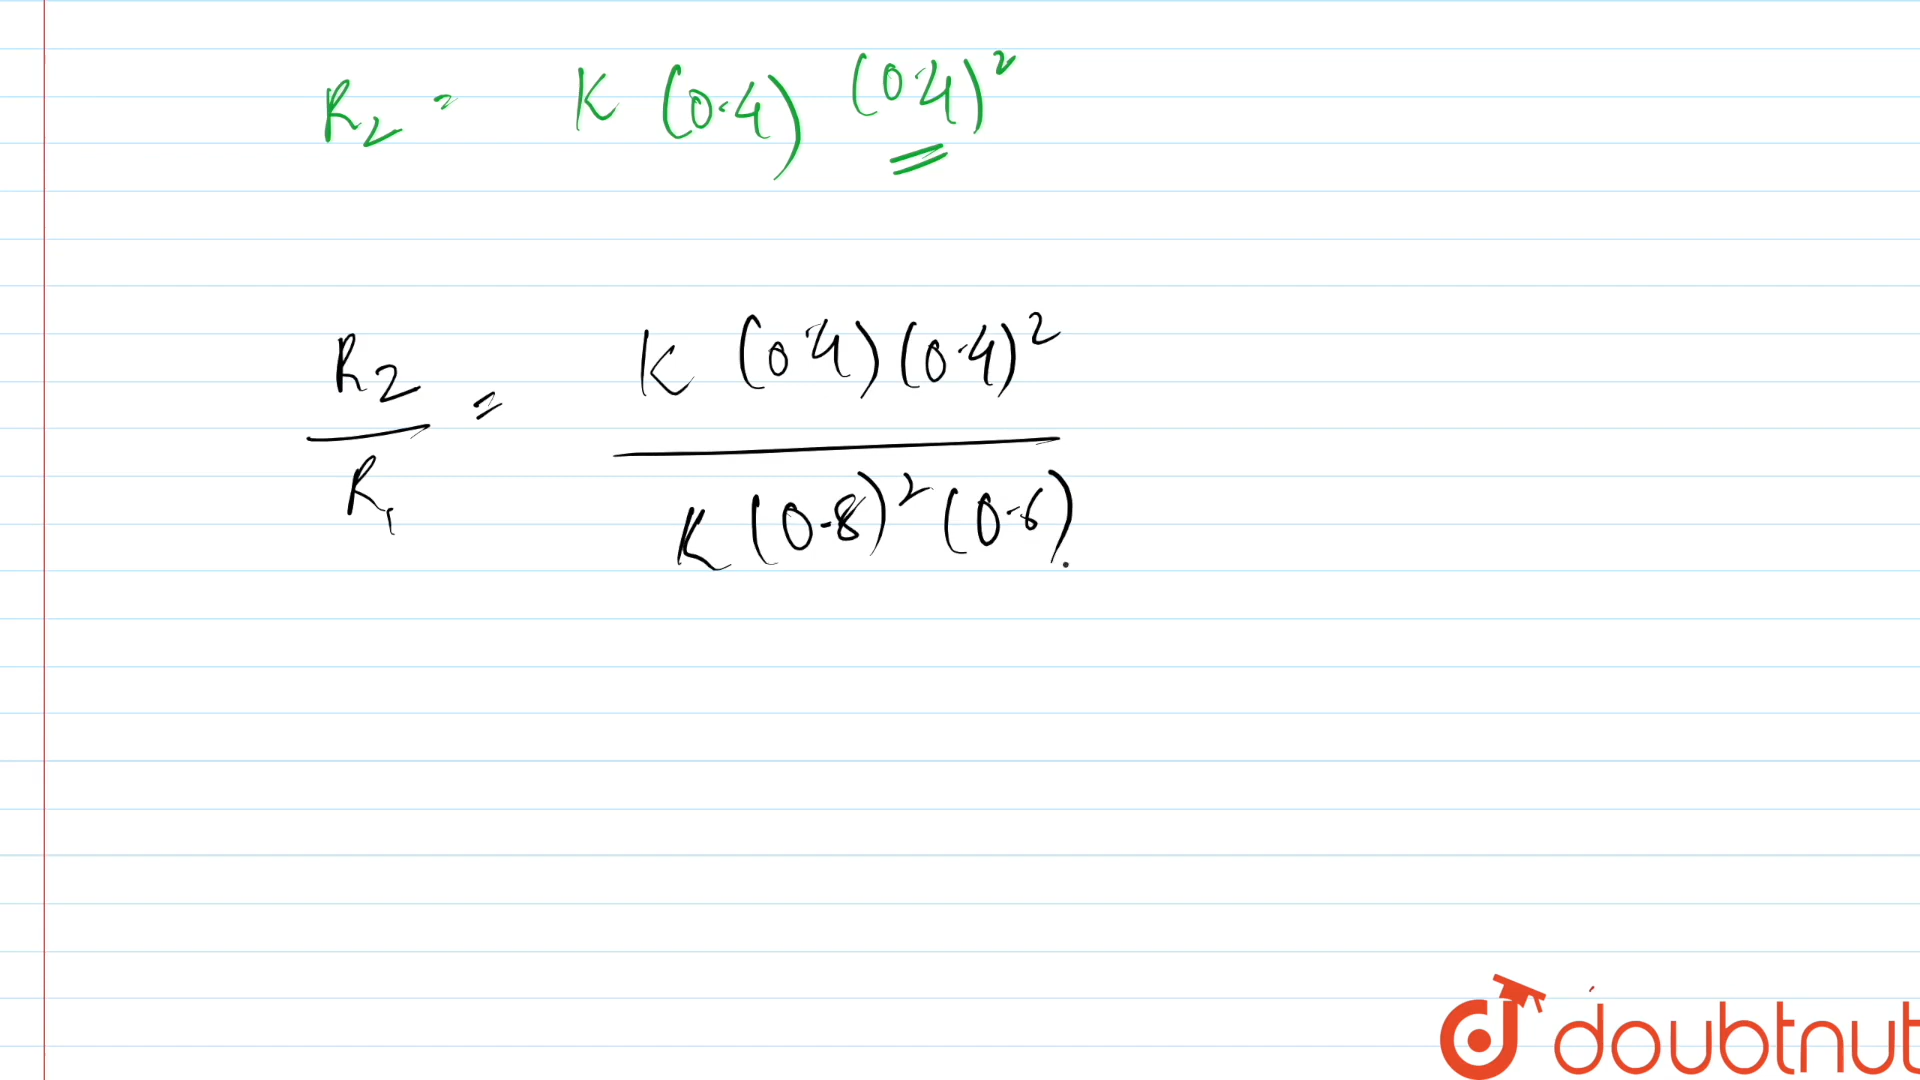 R₂ = K (0.4) (0.4)²
R₂/R₁ = K (0.4) (0.4)² / K (0.8)² (0.6)
doubtnut